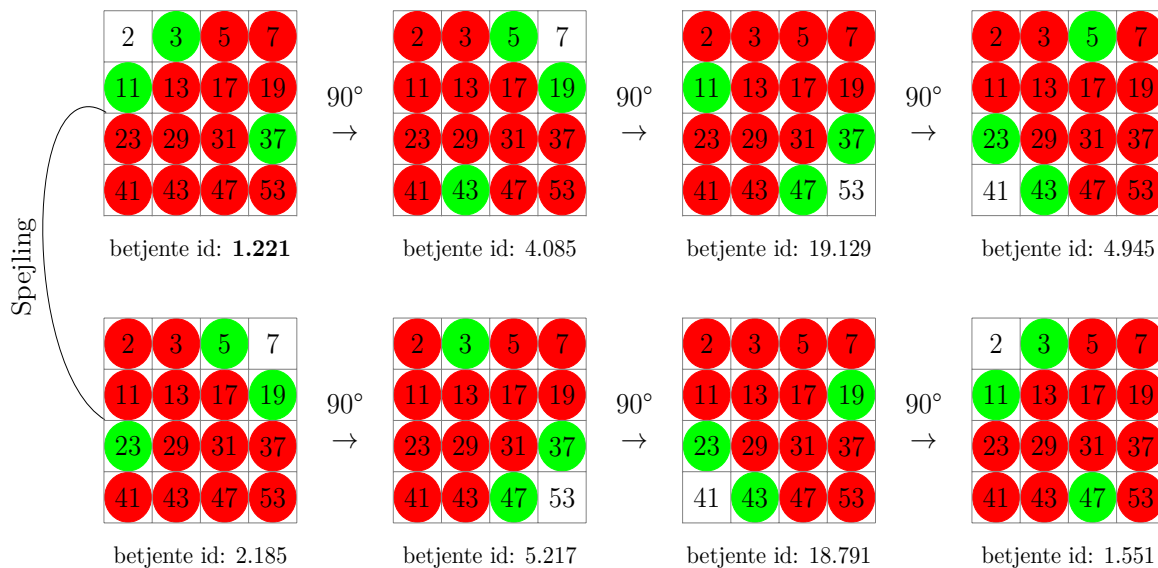 2 3 5 7
11 13 17 19
23 29 31 37
41 43 47 53
betjente id: 1.221
90°
→
2 3 5 7
11 13 17 19
23 29 31 37
41 43 47 53
betjente id: 4.085
90°
→
2 3 5 7
11 13 17 19
23 29 31 37
41 43 47 53
betjente id: 19.129
90°
→
2 3 5 7
11 13 17 19
23 29 31 37
41 43 47 53
betjente id: 4.945
Spejling
2 3 5 7
11 13 17 19
23 29 31 37
41 43 47 53
betjente id: 2.185
90°
→
2 3 5 7
11 13 17 19
23 29 31 37
41 43 47 53
betjente id: 5.217
90°
→
2 3 5 7
11 13 17 19
23 29 31 37
41 43 47 53
betjente id: 18.791
90°
→
2 3 5 7
11 13 17 19
23 29 31 37
41 43 47 53
betjente id: 1.551